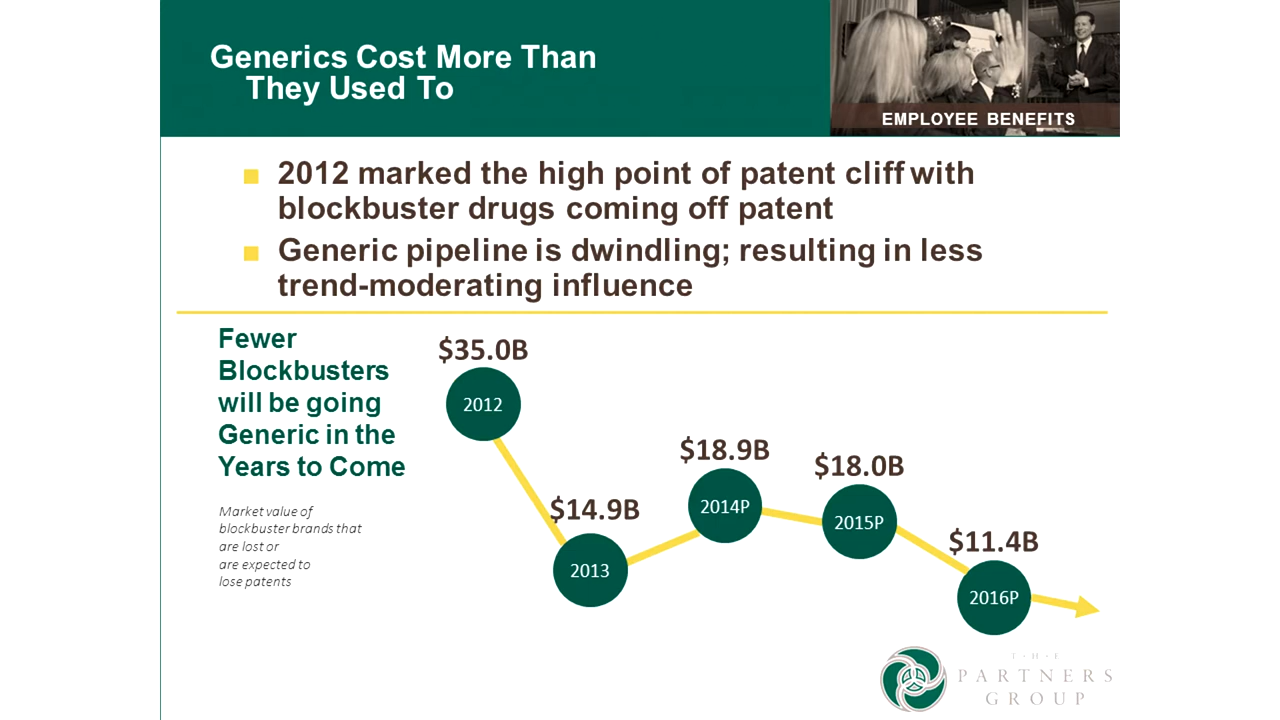 Generics Cost More Than
They Used To
EMPLOYEE BENEFITS
2012 marked the high point of patent cliff with
blockbuster drugs coming off patent
Generic pipeline is dwindling; resulting in less
trend-moderating influence
Fewer
Blockbusters
will be going
Generic in the
Years to Come
Market value of
blockbuster brands that
are lost or
are expected to
lose patents
$35.0B
2012
$14.9B
2013
$18.9B
2014P
$18.0B
2015P
$11.4B
2016P
THE
PARTNERS
GROUP